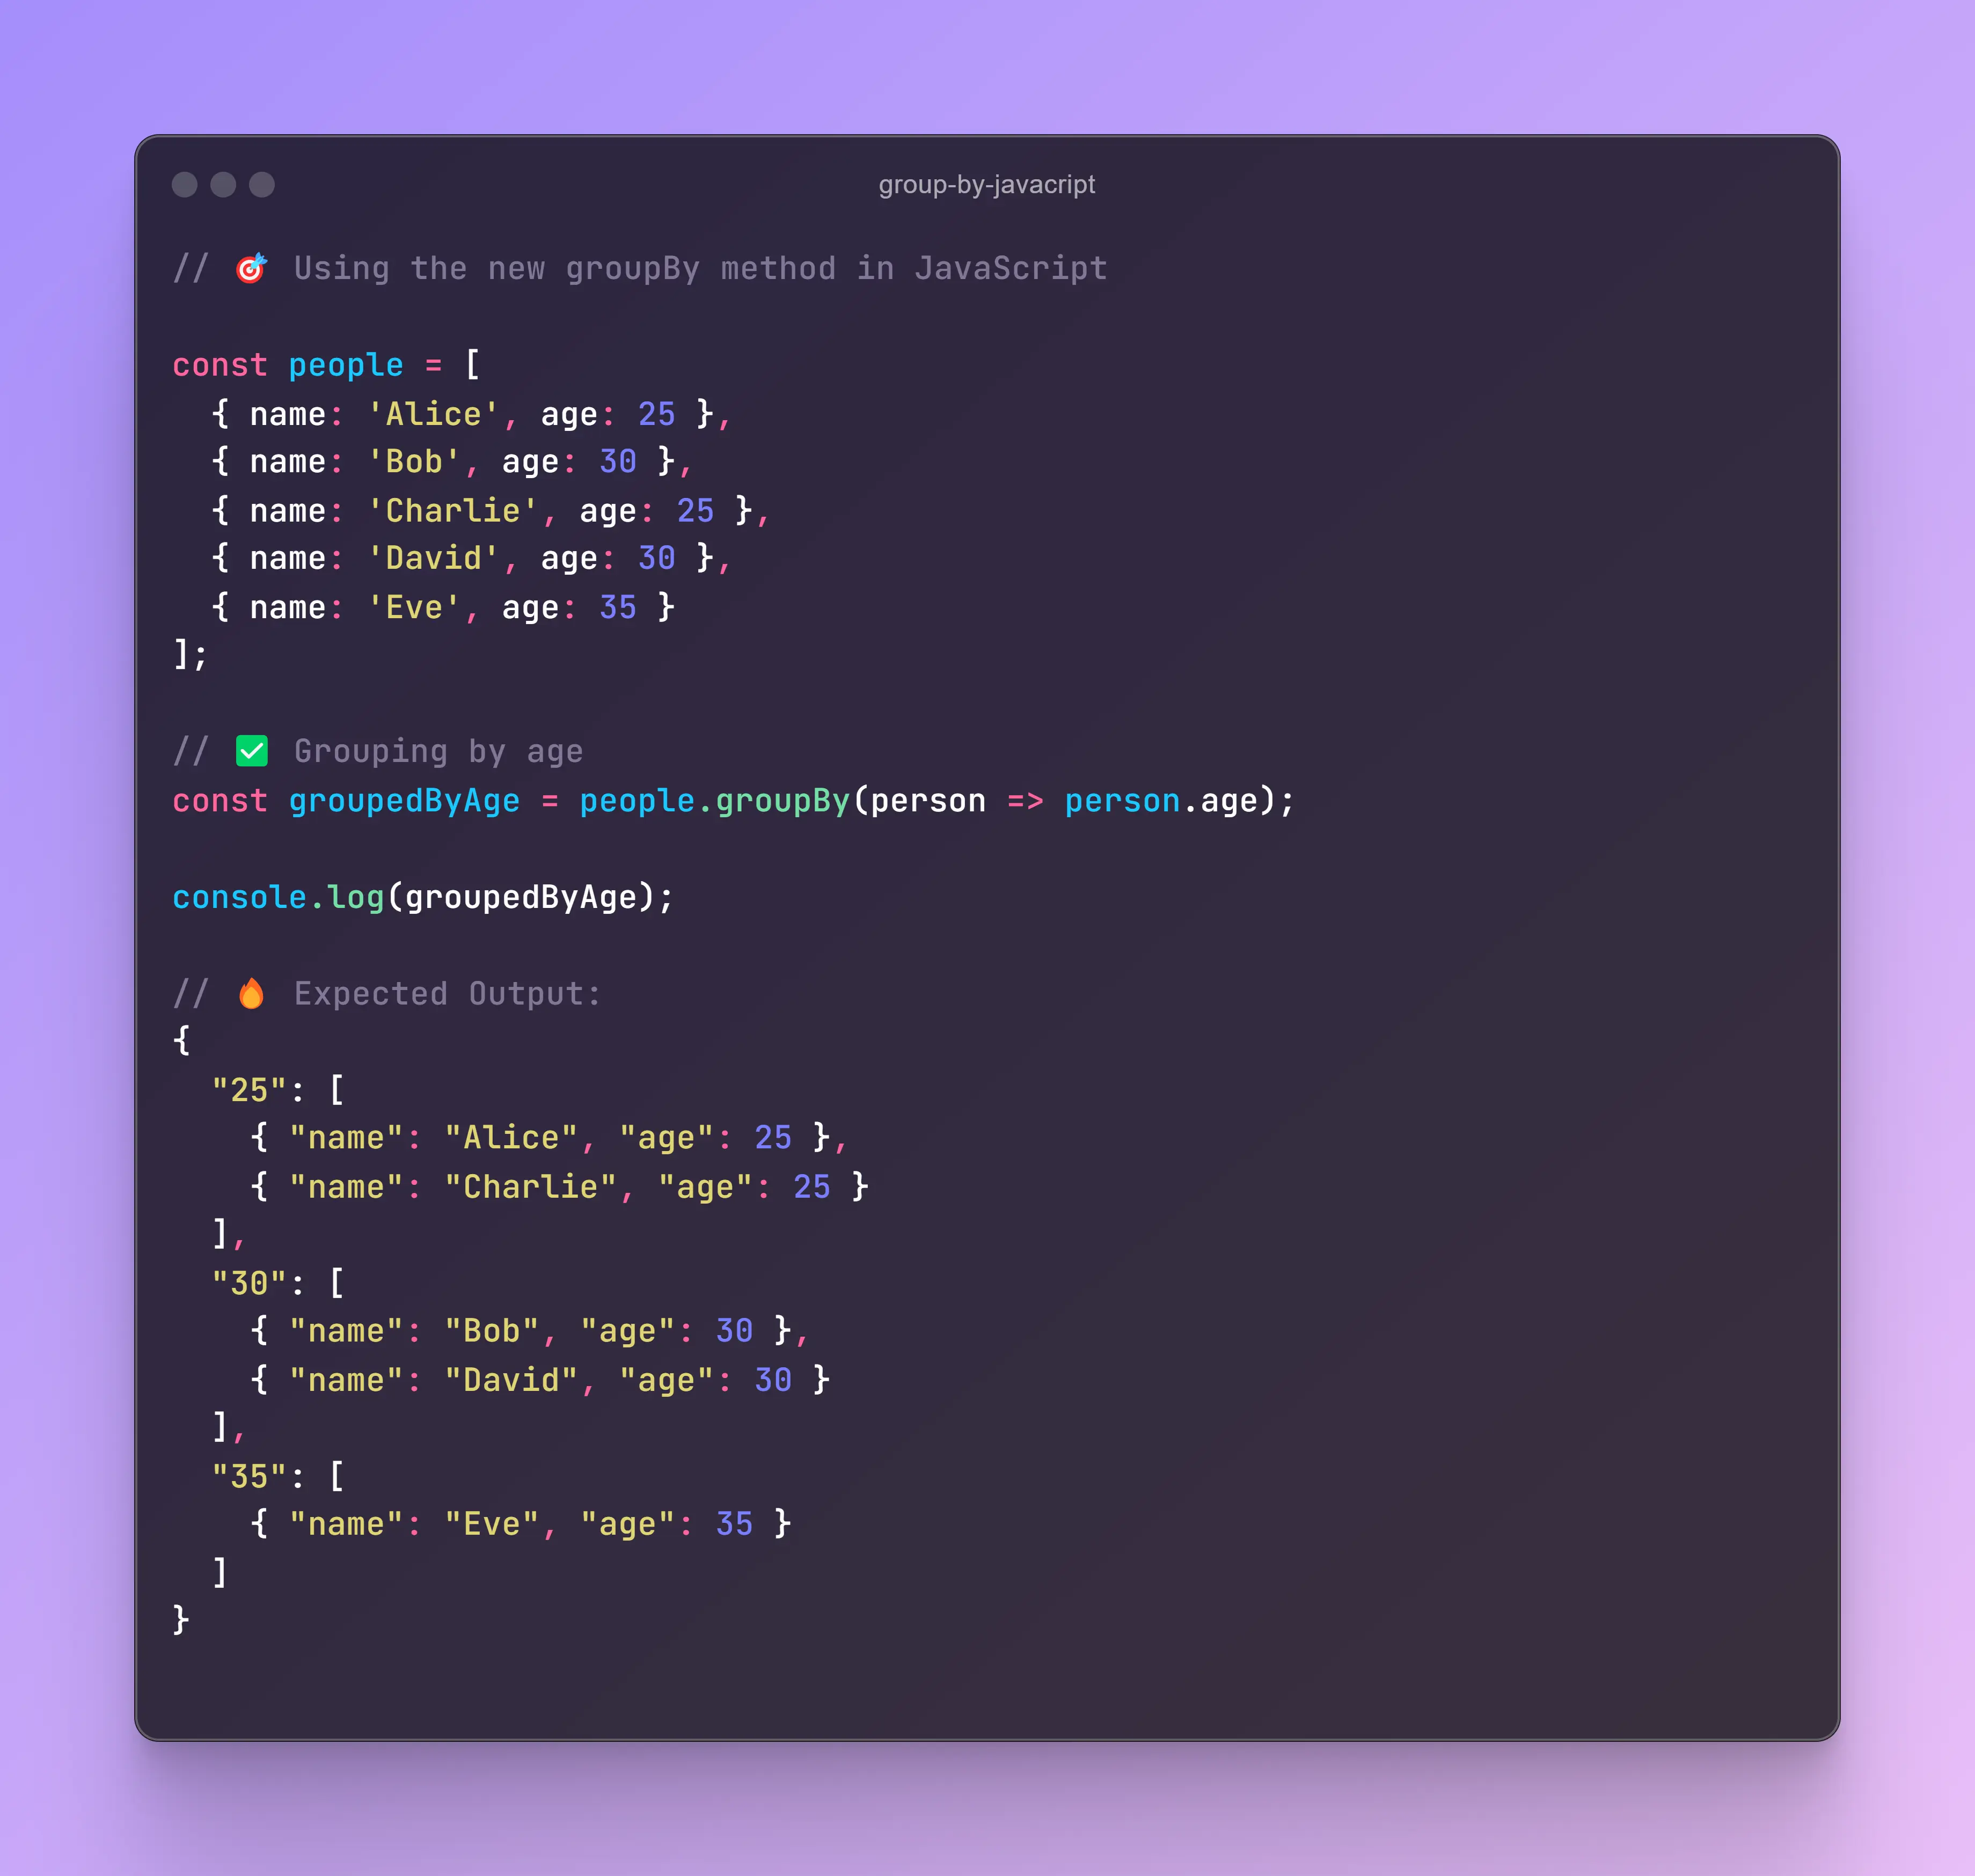 group-by-javacript
// 🎯 Using the new groupBy method in JavaScript
const people = [
  { name: 'Alice', age: 25 },
  { name: 'Bob', age: 30 },
  { name: 'Charlie', age: 25 },
  { name: 'David', age: 30 },
  { name: 'Eve', age: 35 }
];
// ✅ Grouping by age
const groupedByAge = people.groupBy(person => person.age);
console.log(groupedByAge);
// 🔥 Expected Output:
{
  "25": [
    { "name": "Alice", "age": 25 },
    { "name": "Charlie", "age": 25 }
  ],
  "30": [
    { "name": "Bob", "age": 30 },
    { "name": "David", "age": 30 }
  ],
  "35": [
    { "name": "Eve", "age": 35 }
  ]
}